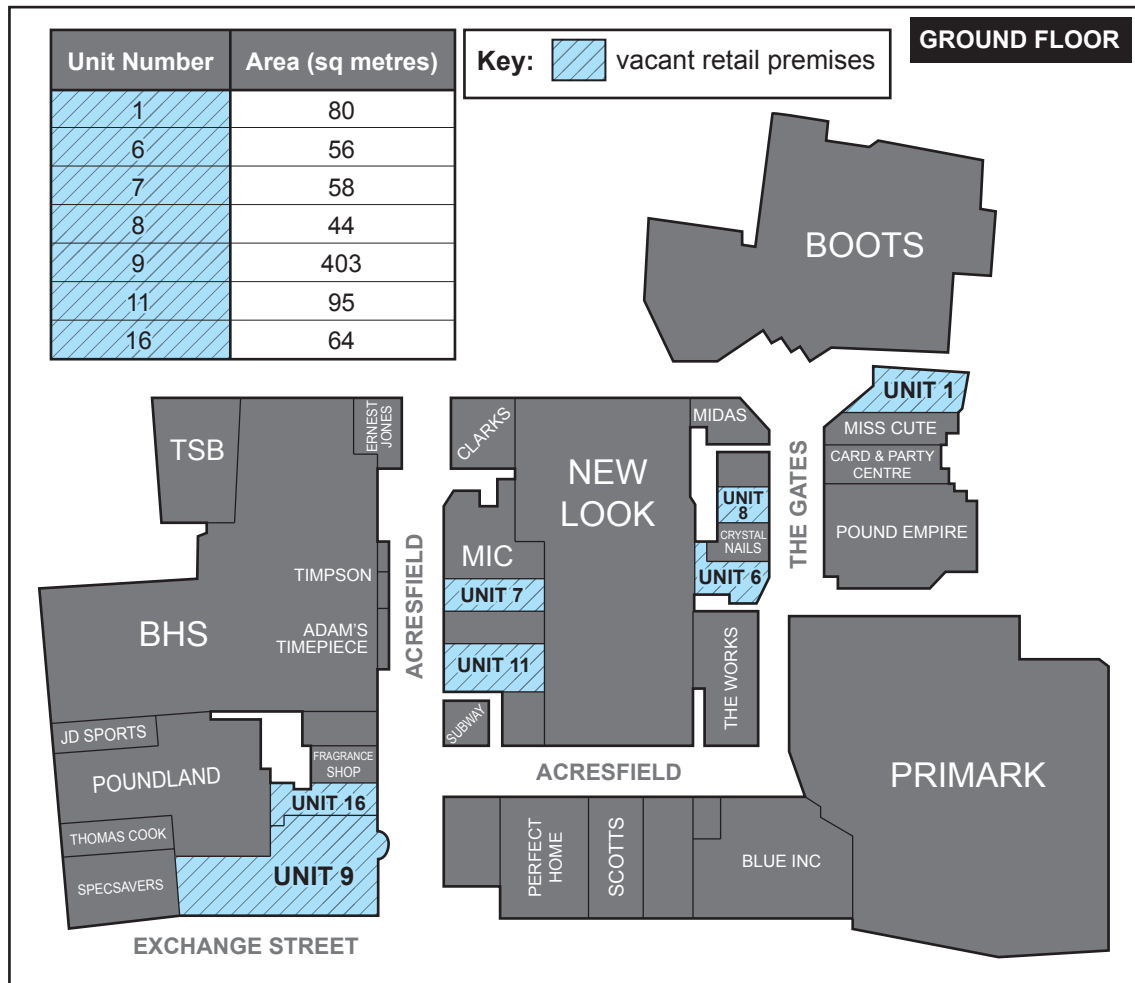 GROUND FLOOR
Unit Number Area (sq metres)
1 80
6 56
7 58
8 44
9 403
11 95
16 64
Key: vacant retail premises
BOOTS
UNIT 1
MISS CUTE
CARD & PARTY
CENTRE
POUND EMPIRE
THE GATES
MIDAS
UNIT
8
CRYSTAL
NAILS
UNIT 6
THE WORKS
NEW
LOOK
CLARKS
MIC
UNIT 7
UNIT 11
SUBWAY
ACRESFIELD
ERNEST
JONES
TSB
TIMPSON
ADAM'S
TIMEPIECE
BHS
JD SPORTS
POUNDLAND
FRAGRANCE
SHOP
UNIT 16
THOMAS COOK
SPECSAVERS
UNIT 9
EXCHANGE STREET
ACRESFIELD
PERFECT
HOME
SCOTTS
BLUE INC
PRIMARK